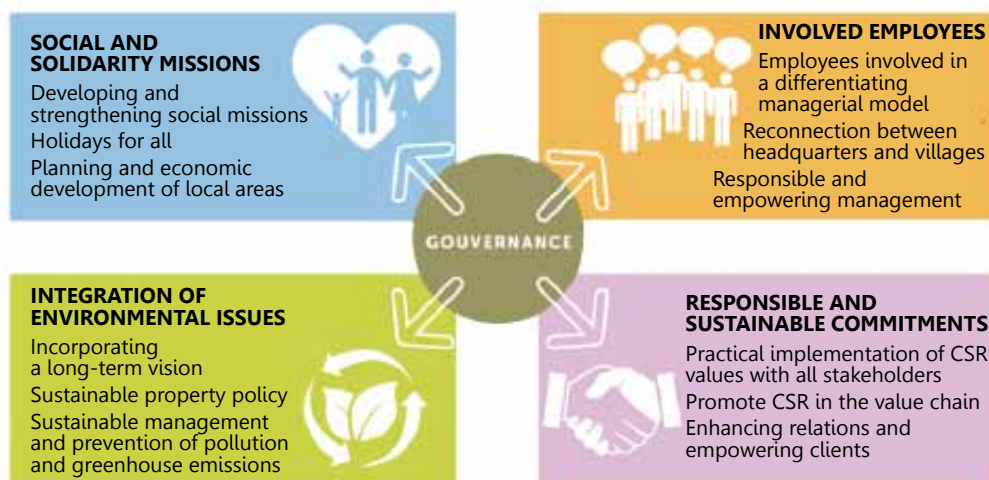 SOCIAL AND
SOLIDARITY MISSIONS
Developing and
strengthening social missions
Holidays for all
Planning and economic
development of local areas
INVOLVED EMPLOYEES
Employees involved in
a differentiating
managerial model
Reconnection between
headquarters and villages
Responsible and
empowering management
GOUVERNANCE
INTEGRATION OF
ENVIRONMENTAL ISSUES
Incorporating
a long-term vision
Sustainable property policy
Sustainable management
and prevention of pollution
and greenhouse emissions
RESPONSIBLE AND
SUSTAINABLE COMMITMENTS
Practical implementation of CSR
values with all stakeholders
Promote CSR in the value chain
Enhancing relations and
empowering clients